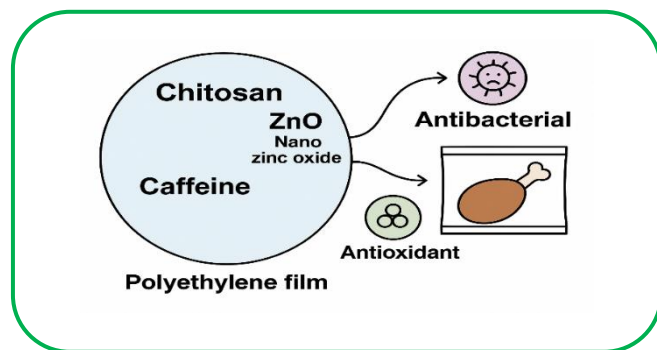 Chitosan
ZnO
Nano
zinc oxide
Caffeine
Polyethylene film
Antibacterial
Antioxidant